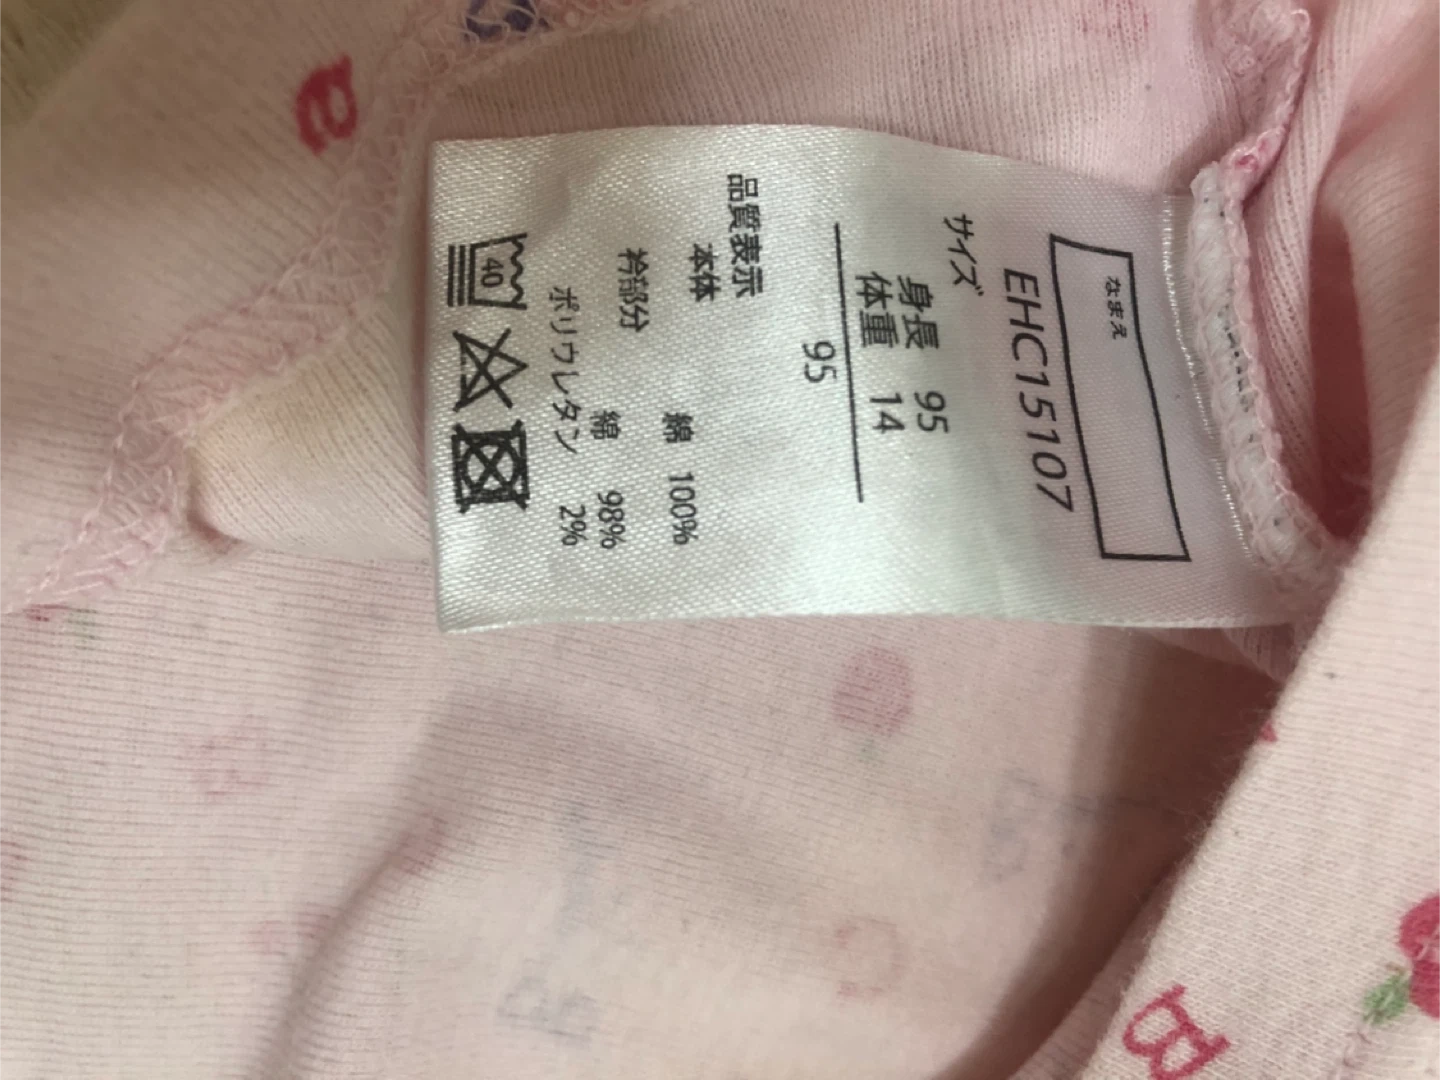 なまえ
EHC15107
サイズ
身長 95
体重 14
95
品質表示
本体
綿 100%
衿部分
綿 98%
ポリウレタン 2%
40
e
B